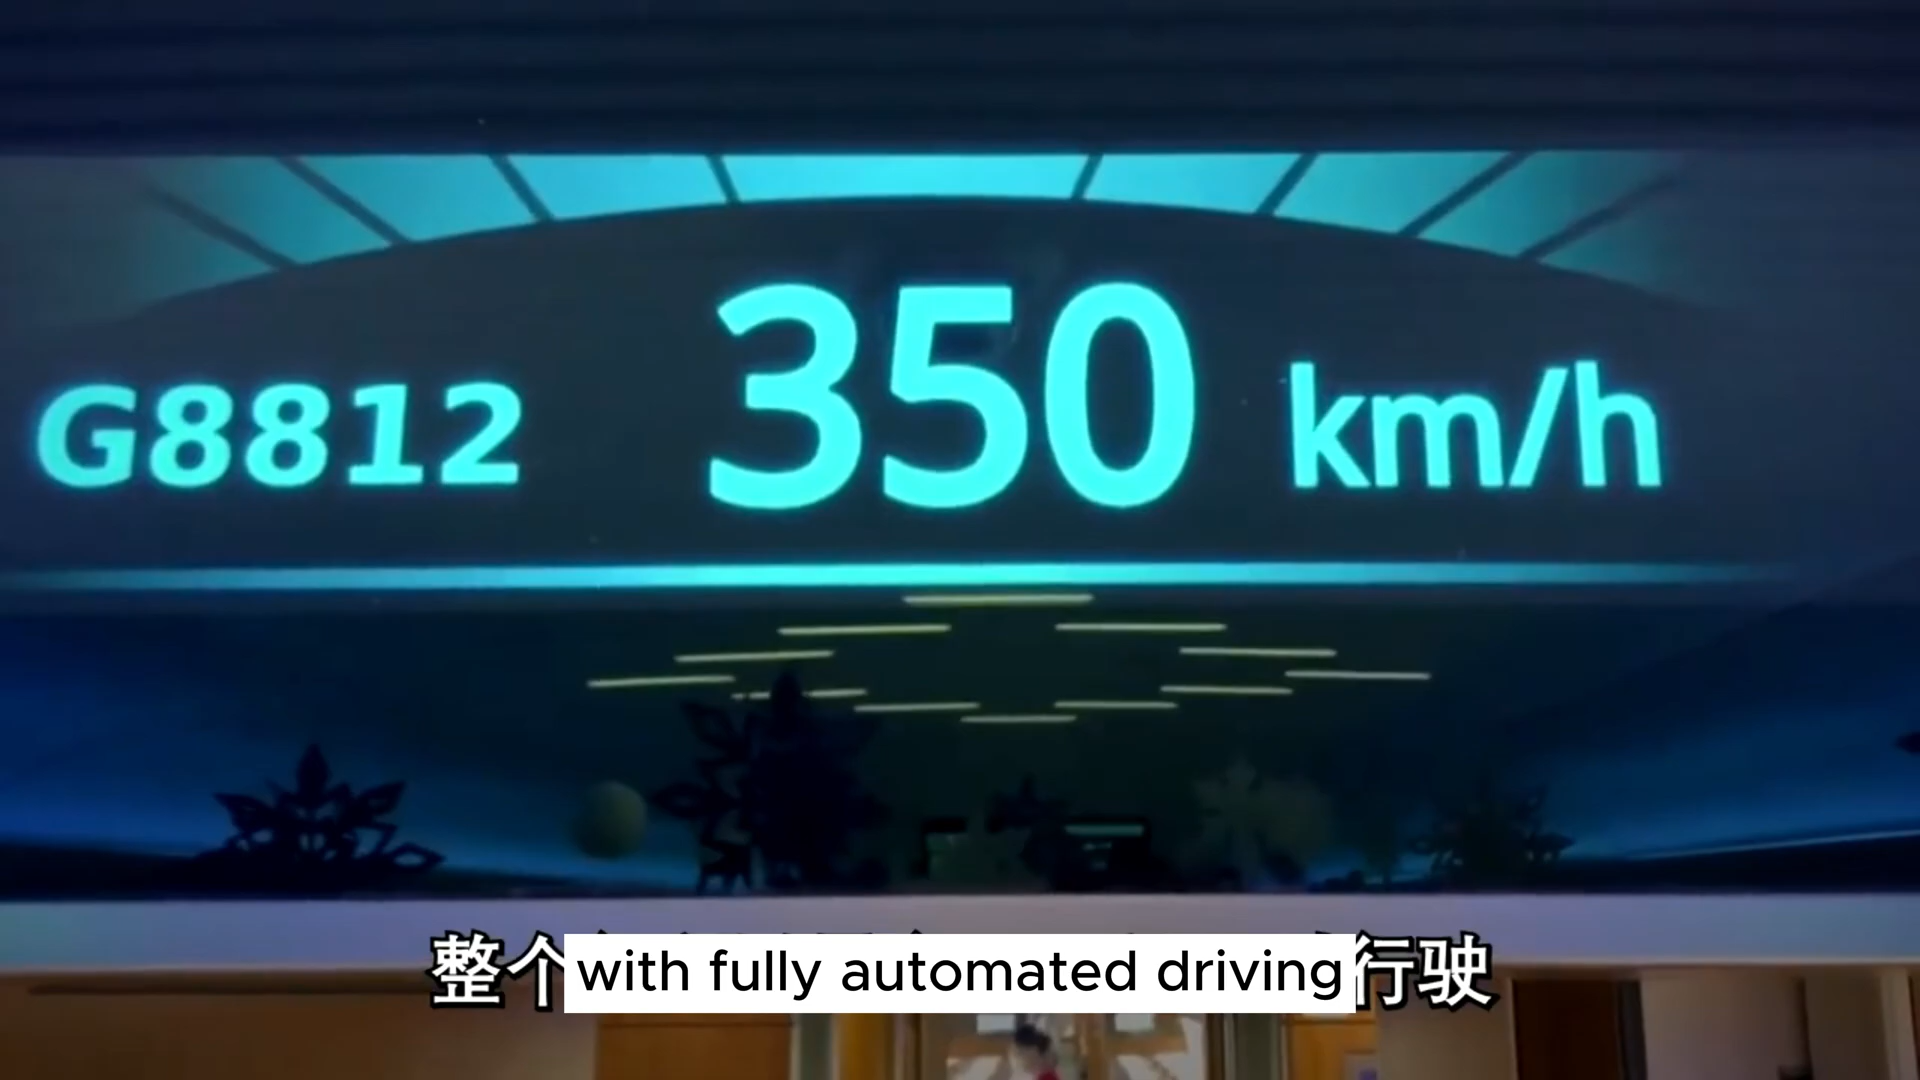 G8812 350 km/h
整个
with fully automated driving
行驶